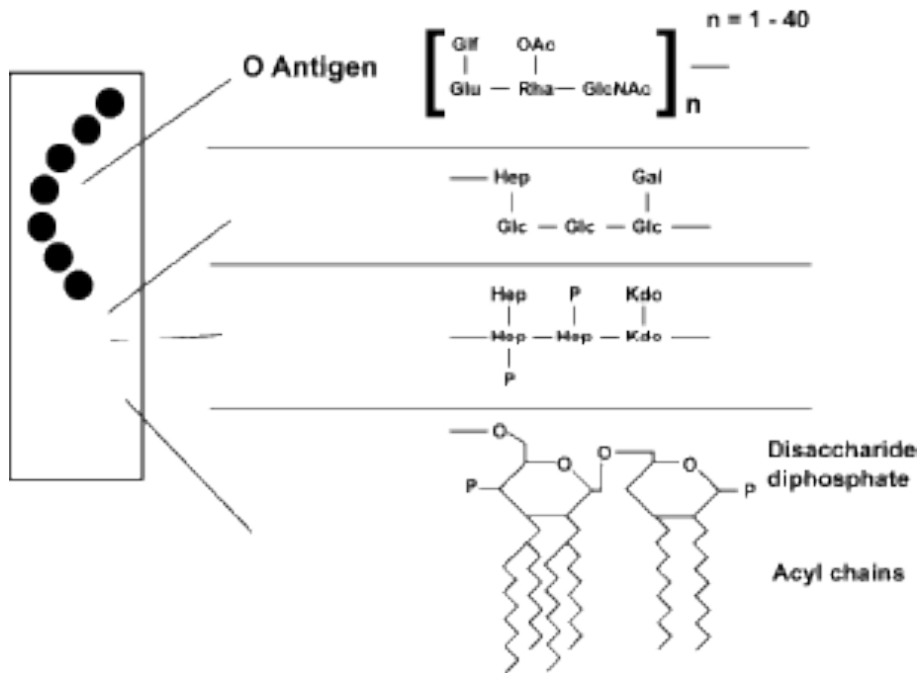 n = 1 - 40
Glf OAc
O Antigen
Glu Rha GlcNAc
n
Hep Gal
Glc Glc Glc
Hep P Kdo
Hep Hep Kdo
P
O
O
O O
P P
Disaccharide
diphosphate
Acyl chains